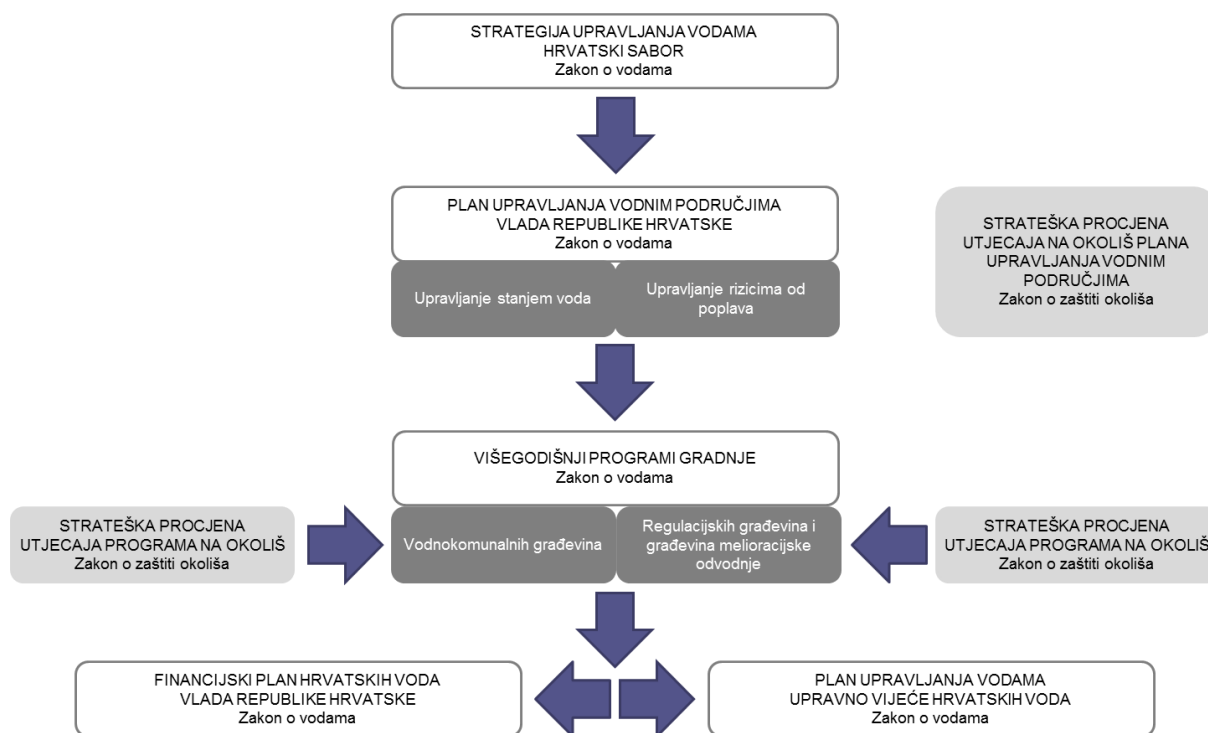 STRATEGIJA UPRAVLJANJA VODAMA
HRVATSKI SABOR
Zakon o vodama
PLAN UPRAVLJANJA VODNIM PODRUČJIMA
VLADA REPUBLIKE HRVATSKE
Zakon o vodama
Upravljanje stanjem voda
Upravljanje rizicima od
poplava
STRATEŠKA PROCJENA
UTJECAJA NA OKOLIŠ PLANA
UPRAVLJANJA VODNIM
PODRUČJIMA
Zakon o zaštiti okoliša
VIŠEGODIŠNJI PROGRAMI GRADNJE
Zakon o vodama
STRATEŠKA PROCJENA
UTJECAJA PROGRAMA NA OKOLIŠ
Zakon o zaštiti okoliša
Vodnokomunalnih građevina
Regulacijskih građevina i
građevina melioracijske
odvodnje
STRATEŠKA PROCJENA
UTJECAJA PROGRAMA NA OKOLIŠ
Zakon o zaštiti okoliša
FINANCIJSKI PLAN HRVATSKIH VODA
VLADA REPUBLIKE HRVATSKE
Zakon o vodama
PLAN UPRAVLJANJA VODAMA
UPRAVNO VIJEĆE HRVATSKIH VODA
Zakon o vodama